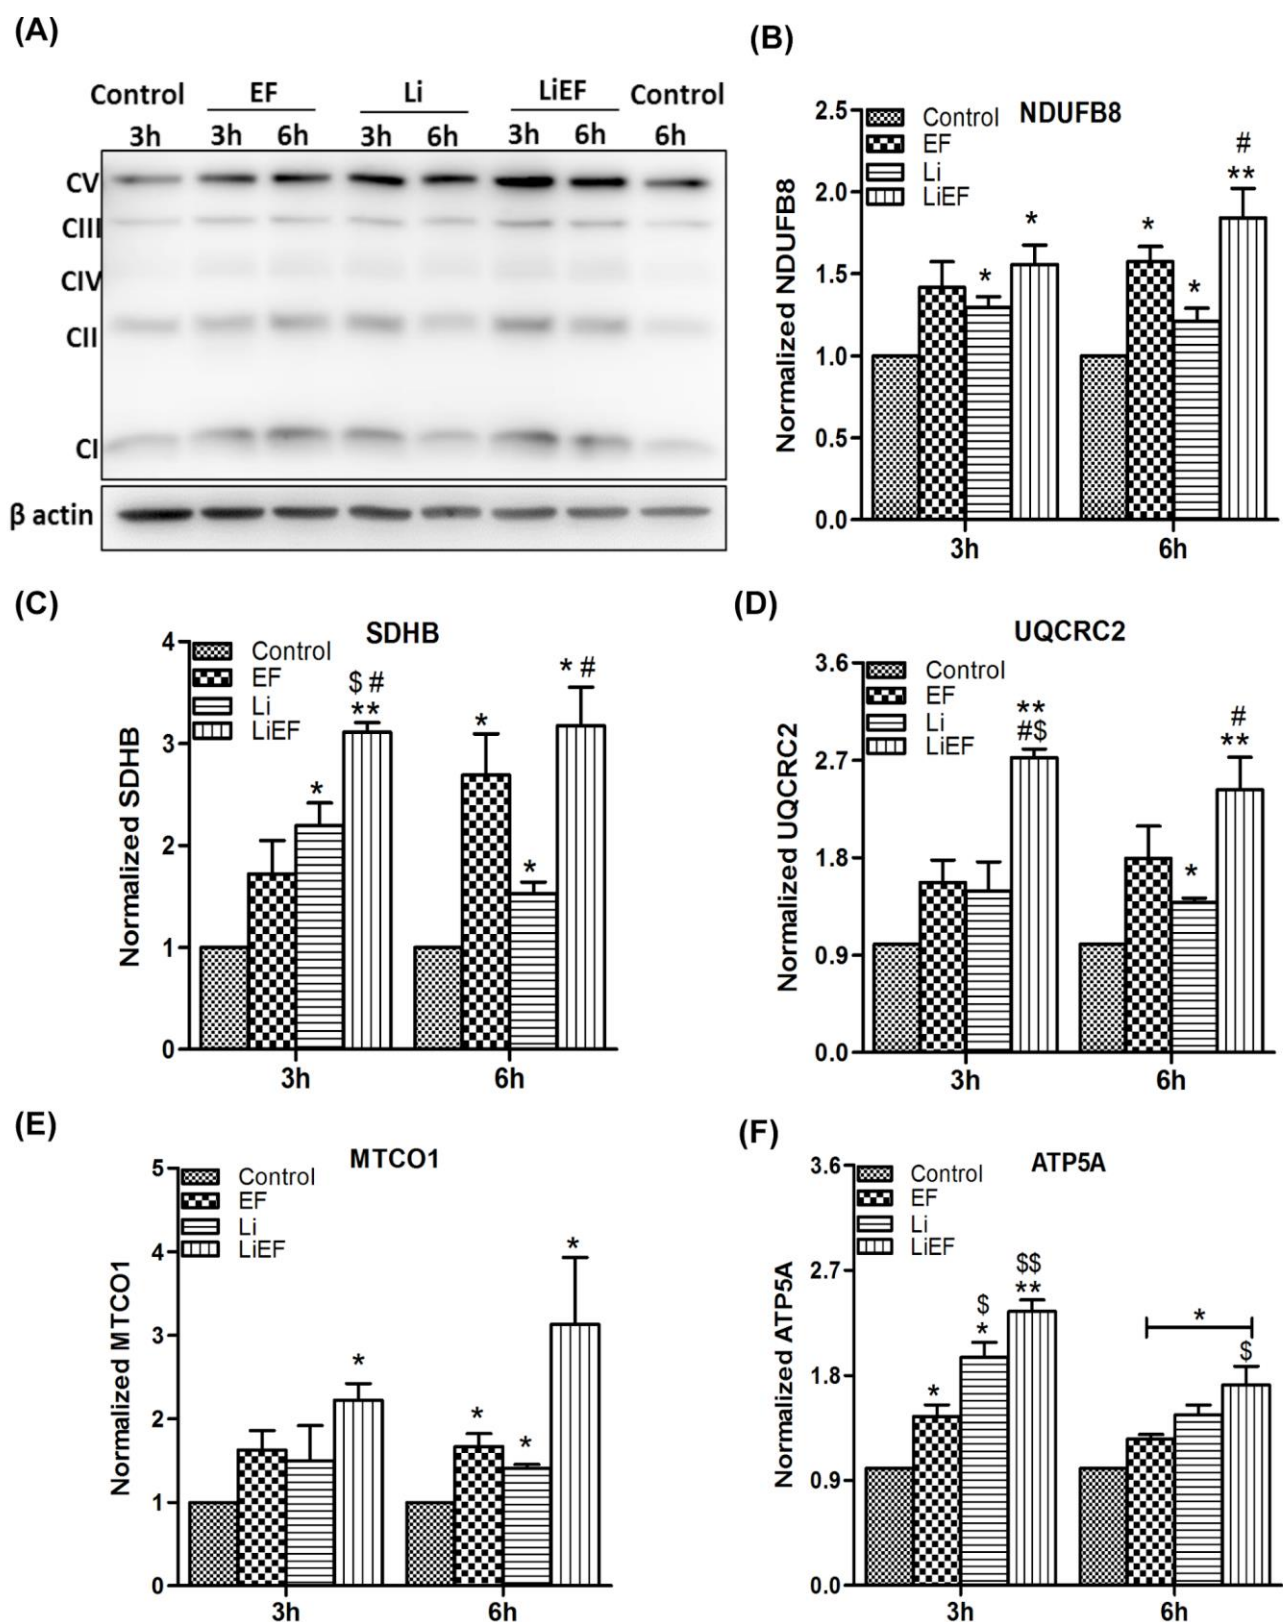 (A)
Control EF Li LiEF Control
3h 3h 6h 3h 6h 3h 6h 6h
CV
CIII
CIV
CII
CI
β actin
(B)
NDUFB8
Control
EF
Li
LiEF
Normalized NDUFB8
2.5
2.0
1.5
1.0
0.5
0.0
* * * * # **
3h 6h
(C)
SDHB
Control
EF
Li
LiEF
Normalized SDHB
4
3
2
1
0
* $ # ** * * * #
3h 6h
(D)
UQCRC2
Control
EF
Li
LiEF
Normalized UQCRC2
3.6
2.7
1.8
0.9
0.0
** #$ * # **
3h 6h
(E)
MTCO1
Control
EF
Li
LiEF
Normalized MTCO1
5
4
3
2
1
0
* * * *
3h 6h
(F)
ATP5A
Control
EF
Li
LiEF
Normalized ATP5A
3.6
2.7
1.8
0.9
0.0
* $ * $$ ** * $
3h 6h